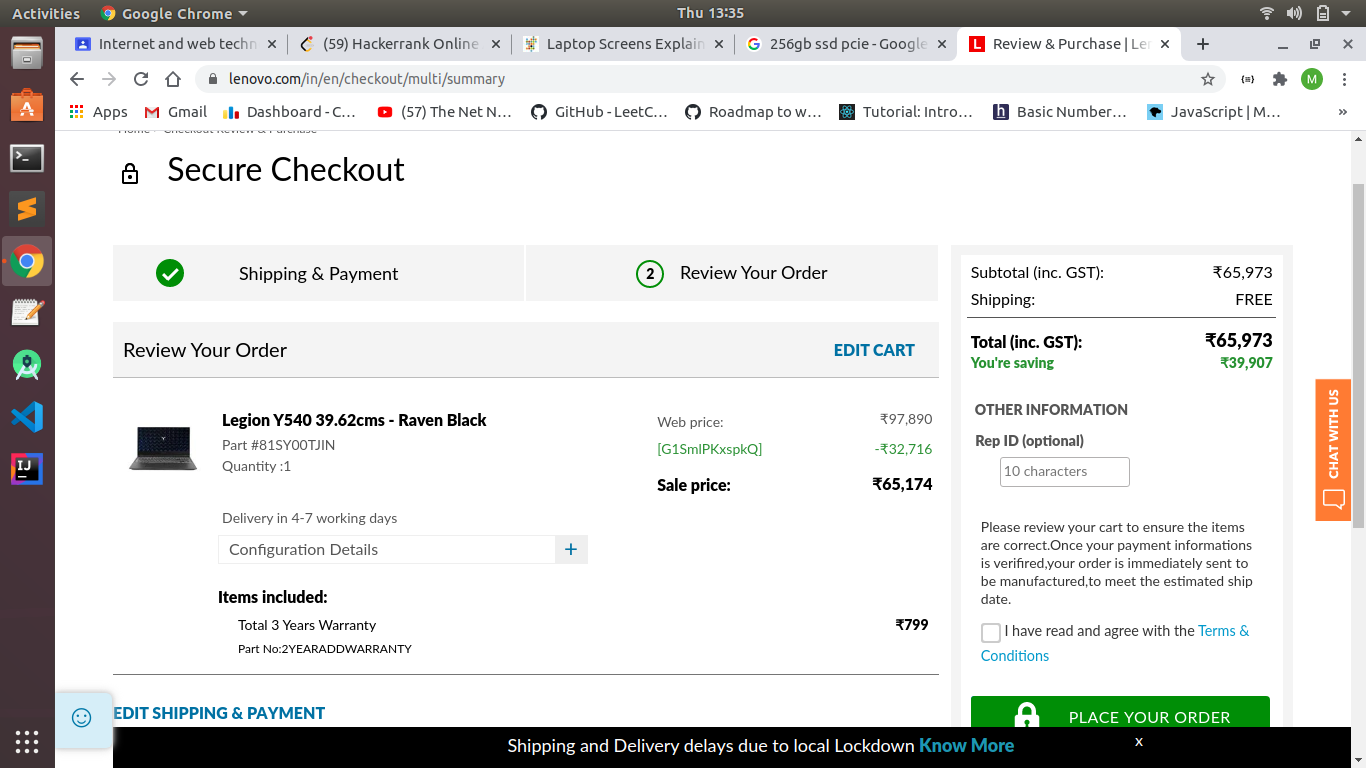 Activities Google Chrome Thu 13:35
Internet and web techn (59) Hackerrank Online Laptop Screens Explain 256gb ssd pcie - Google Review & Purchase | Le
lenovo.com/in/en/checkout/multi/summary M
Apps Gmail Dashboard - C... (57) The Net N... GitHub - LeetC... Roadmap to w... Tutorial: Intro... Basic Number... JavaScript | M... »
Home Checkout Review & Purchase
Secure Checkout
Shipping & Payment
2 Review Your Order
Review Your Order
EDIT CART
Legion Y540 39.62cms - Raven Black
Part #81SY00TJIN
Quantity :1
Web price: ₹97,890
[G1SmlPKxspkQ] -₹32,716
Sale price: ₹65,174
Delivery in 4-7 working days
Configuration Details +
Items included:
Total 3 Years Warranty ₹799
Part No:2YEARADDWARRANTY
EDIT SHIPPING & PAYMENT
Subtotal (inc. GST): ₹65,973
Shipping: FREE
Total (inc. GST): ₹65,973
You're saving ₹39,907
OTHER INFORMATION
Rep ID (optional)
10 characters
Please review your cart to ensure the items
are correct.Once your payment informations
is verifired,your order is immediately sent to
be manufactured,to meet the estimated ship
date.
I have read and agree with the Terms &
Conditions
PLACE YOUR ORDER
CHAT WITH US
Shipping and Delivery delays due to local Lockdown Know More x